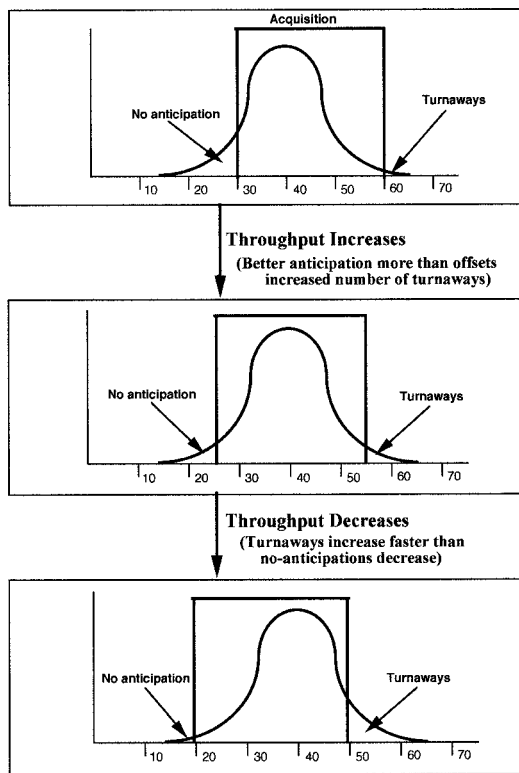 Acquisition
No anticipation
Turnaways
10 20 30 40 50 60 70
Throughput Increases
(Better anticipation more than offsets
increased number of turnaways)
No anticipation
Turnaways
10 20 30 40 50 60 70
Throughput Decreases
(Turnaways increase faster than
no-anticipations decrease)
No anticipation
Turnaways
10 20 30 40 50 60 70